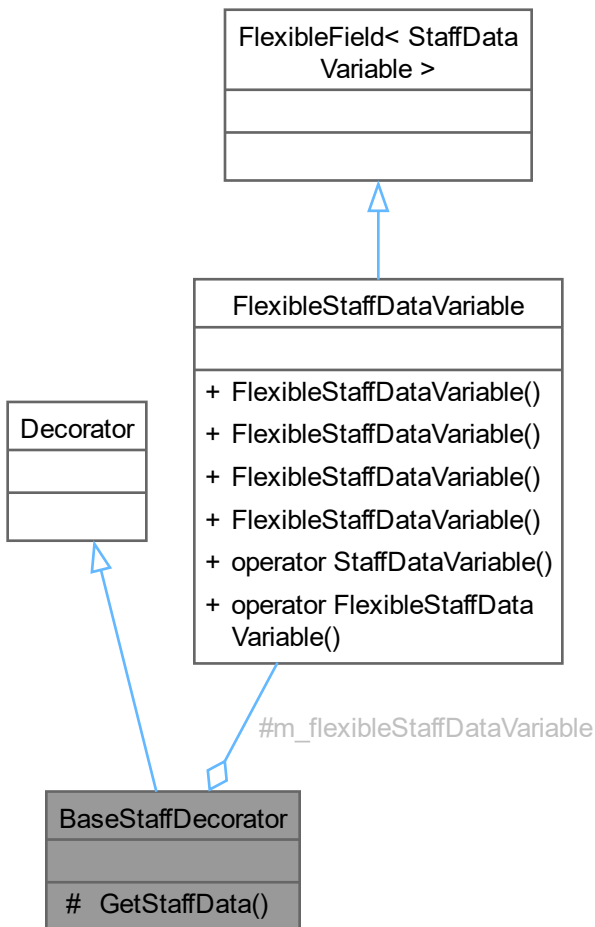 FlexibleField< StaffData
Variable >
FlexibleStaffDataVariable
+ FlexibleStaffDataVariable()
+ FlexibleStaffDataVariable()
+ FlexibleStaffDataVariable()
+ FlexibleStaffDataVariable()
+ operator StaffDataVariable()
+ operator FlexibleStaffData
Variable()
Decorator
#m_flexibleStaffDataVariable
BaseStaffDecorator
# GetStaffData()